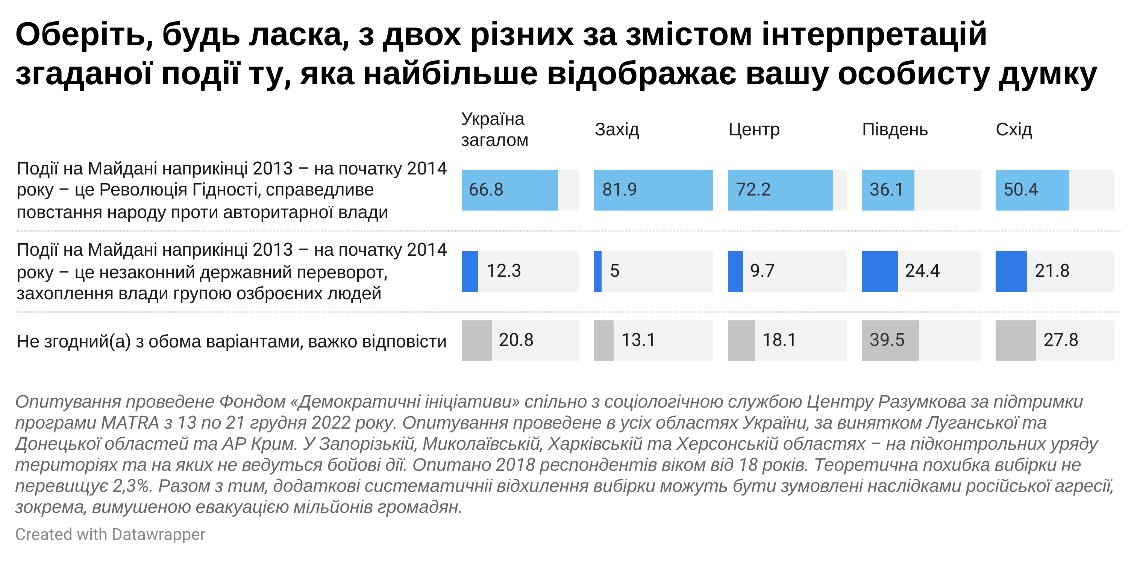 Оберіть, будь ласка, з двох різних за змістом інтерпретацій
згаданої події ту, яка найбільше відображає вашу особисту думку
Україна
загалом
Захід
Центр
Південь
Схід
Події на Майдані наприкінці 2013 – на початку 2014
року – це Революція Гідності, справедливе
повстання народу проти авторитарної влади
66.8
81.9
72.2
36.1
50.4
Події на Майдані наприкінці 2013 – на початку 2014
року – це незаконний державний переворот,
захоплення влади групою озброєних людей
12.3
5
9.7
24.4
21.8
Не згодний(а) з обома варіантами, важко відповісти
20.8
13.1
18.1
39.5
27.8
Опитування проведене Фондом «Демократичні ініціативи» спільно з соціологічною службою Центру Разумкова за підтримки
програми MATRA з 13 по 21 грудня 2022 року. Опитування проведене в усіх областях України, за винятком Луганської та
Донецької областей та АР Крим. У Запорізькій, Миколаївській, Харківській та Херсонській областях – на підконтрольних уряду
територіях та на яких не ведуться бойові дії. Опитано 2018 респондентів віком від 18 років. Теоретична похибка вибірки не
перевищує 2,3%. Разом з тим, додаткові систематичніі відхилення вибірки можуть бути зумовлені наслідками російської агресії,
зокрема, вимушеною евакуацією мільйонів громадян.
Created with Datawrapper